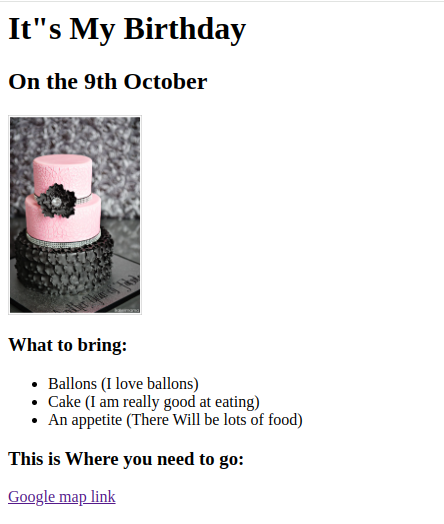 It"s My Birthday
On the 9th October
What to bring:
Ballons (I love ballons)
Cake (I am really good at eating)
An appetite (There Will be lots of food)
This is Where you need to go:
Google map link